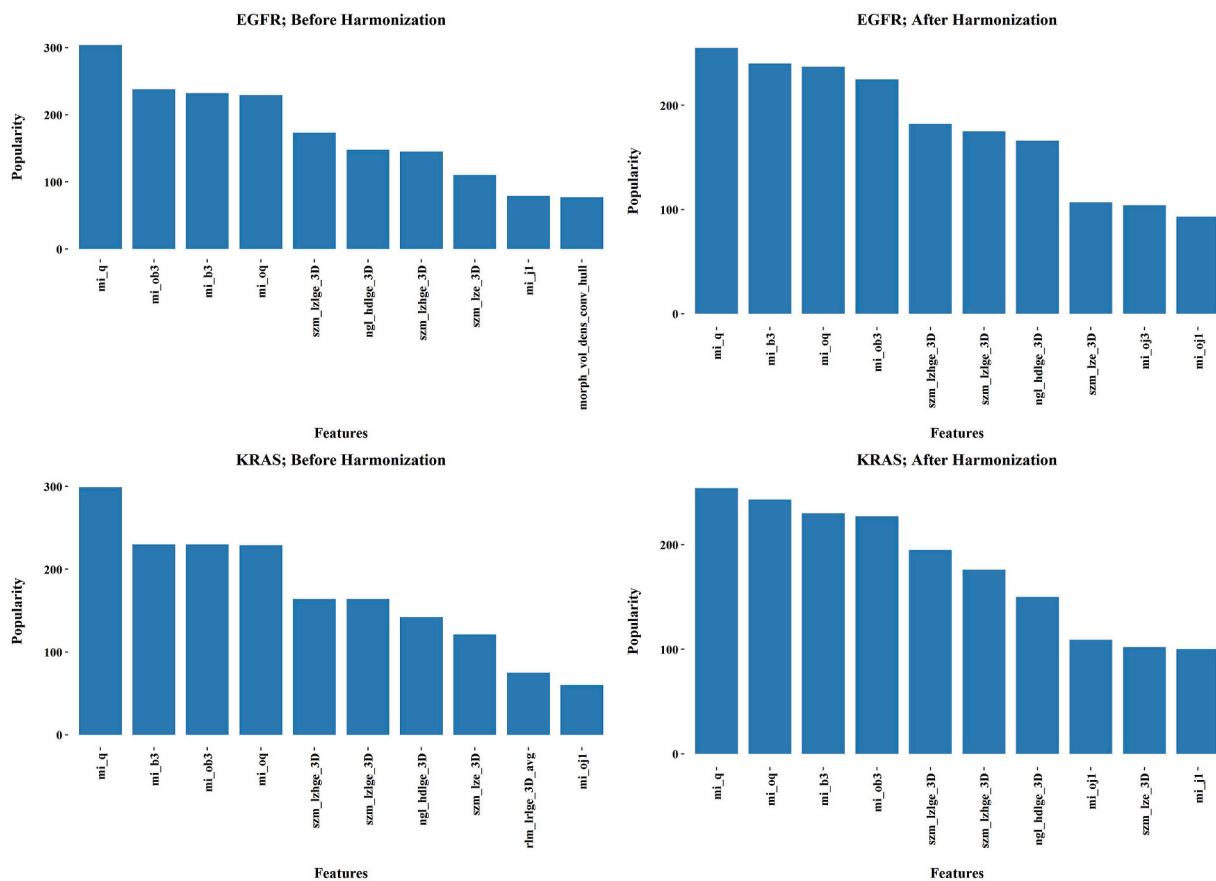 EGFR; Before Harmonization
Popularity
300
200
100
0
mi_q
mi_ob3
mi_b3
mi_oq
szm_lzlge_3D
ngl_hdlge_3D
szm_lzhge_3D
szm_lze_3D
mi_j1
morph_vol_dens_conv_hull
Features
EGFR; After Harmonization
Popularity
200
100
0
mi_q
mi_b3
mi_oq
mi_ob3
szm_lzhge_3D
szm_lzlge_3D
ngl_hdlge_3D
szm_lze_3D
mi_oj3
mi_oj1
Features
KRAS; Before Harmonization
Popularity
300
200
100
0
mi_q
mi_b3
mi_ob3
mi_oq
szm_lzhge_3D
szm_lzlge_3D
ngl_hdlge_3D
szm_lze_3D
rlm_lrlge_3D_avg
mi_oj1
Features
KRAS; After Harmonization
Popularity
200
100
0
mi_q
mi_oq
mi_b3
mi_ob3
szm_lzlge_3D
szm_lzhge_3D
ngl_hdlge_3D
mi_oj1
szm_lze_3D
mi_j1
Features